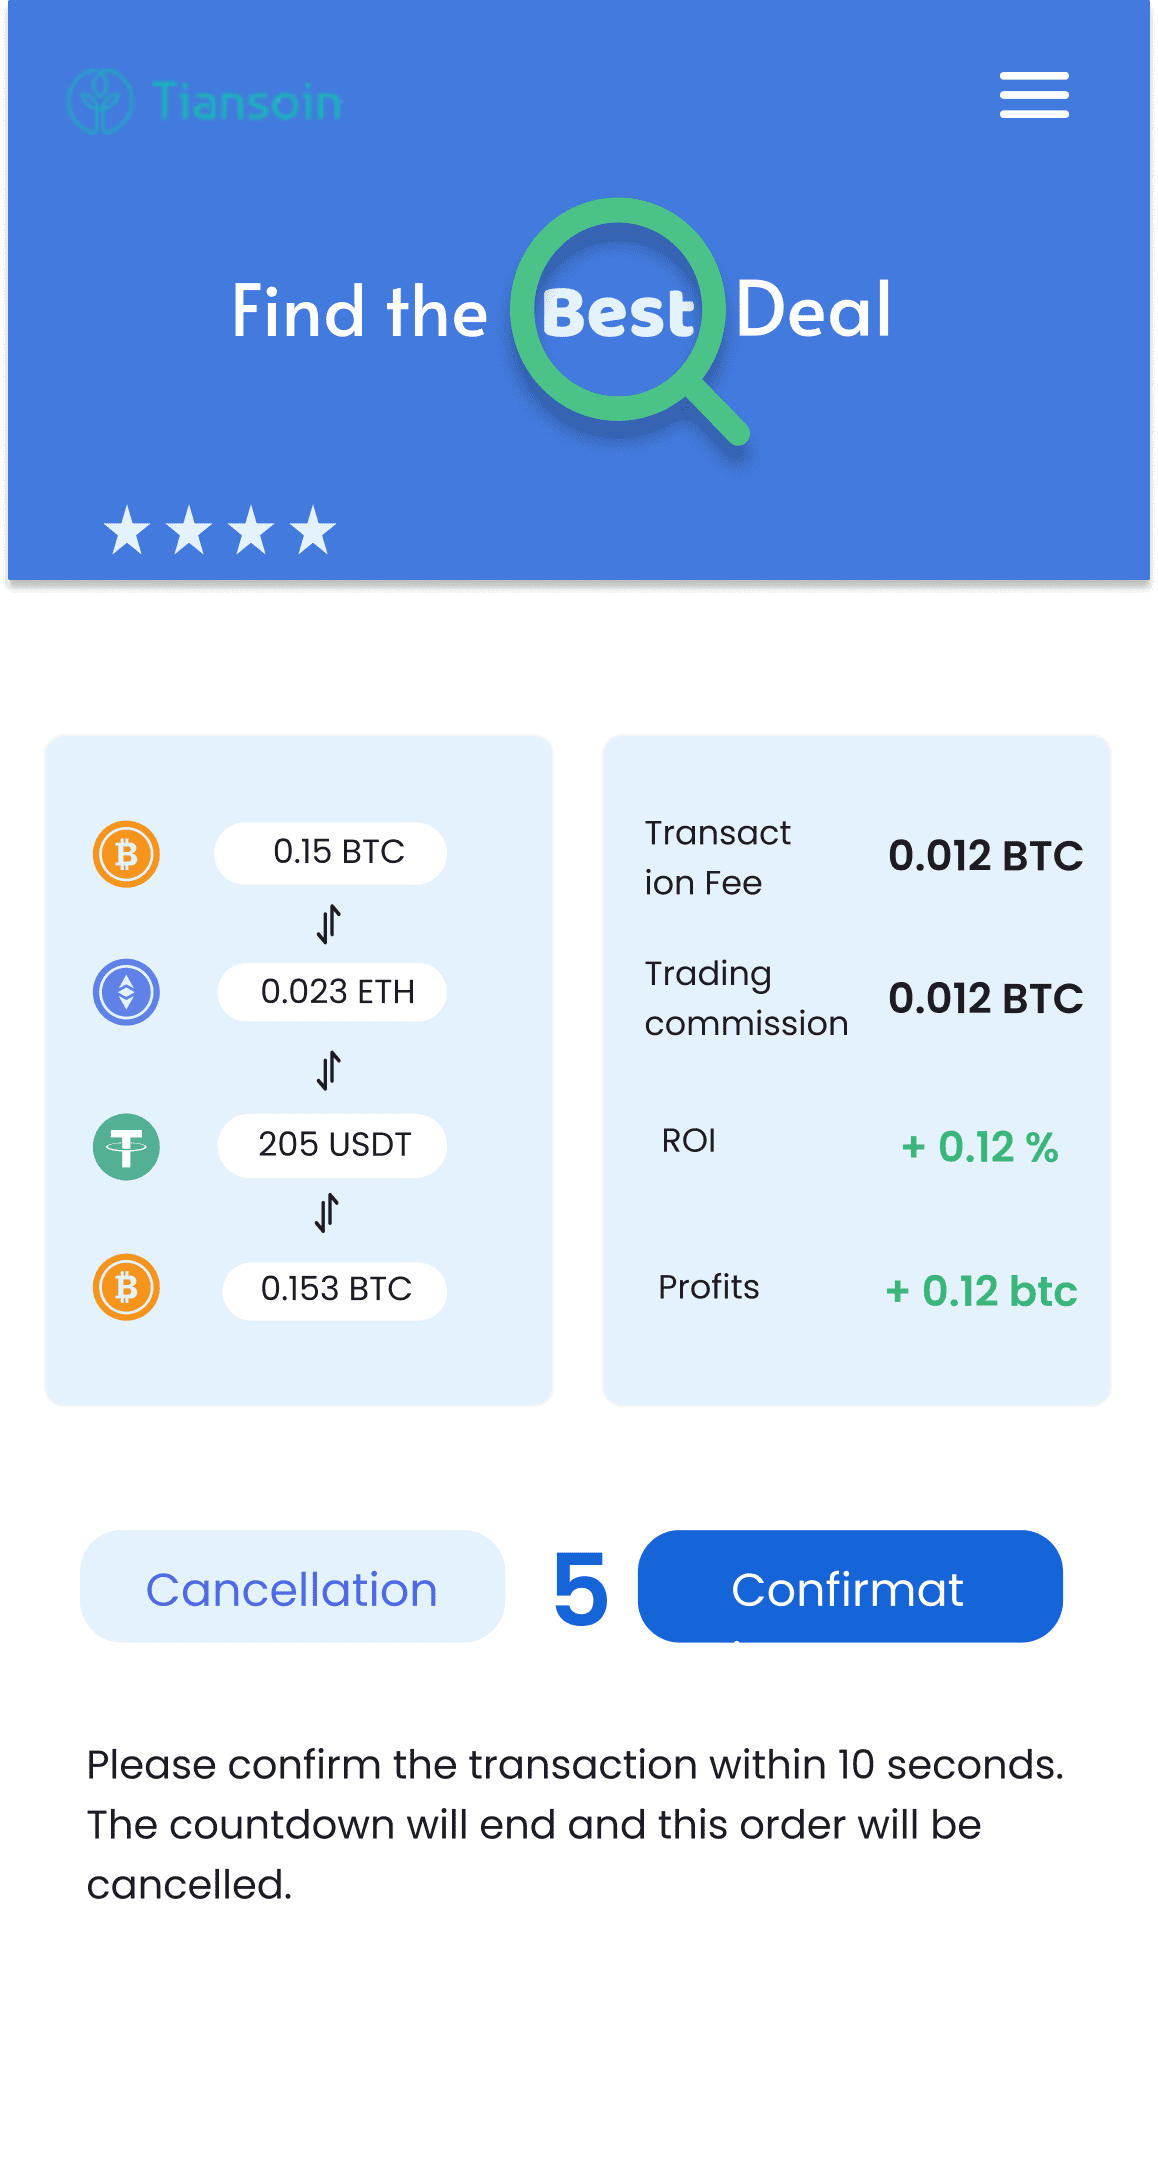 Tiansoin
Find the Best Deal
0.15 BTC
0.023 ETH
205 USDT
0.153 BTC
Transact
ion Fee
0.012 BTC
Trading
commission
0.012 BTC
ROI
+ 0.12 %
Profits
+ 0.12 btc
Cancellation
5
Confirmat
Please confirm the transaction within 10 seconds.
The countdown will end and this order will be
cancelled.